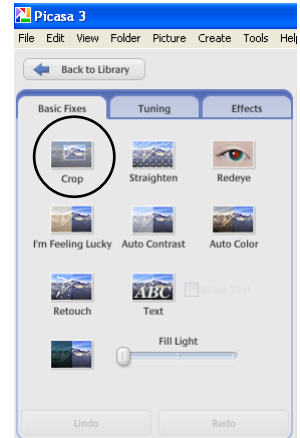 Picasa 3
File Edit View Folder Picture Create Tools Hel
Back to Library
Basic Fixes Tuning Effects
Crop Straighten Redeye
I'm Feeling Lucky Auto Contrast Auto Color
ABC Show Text
Retouch Text
Fill Light
Undo Redo